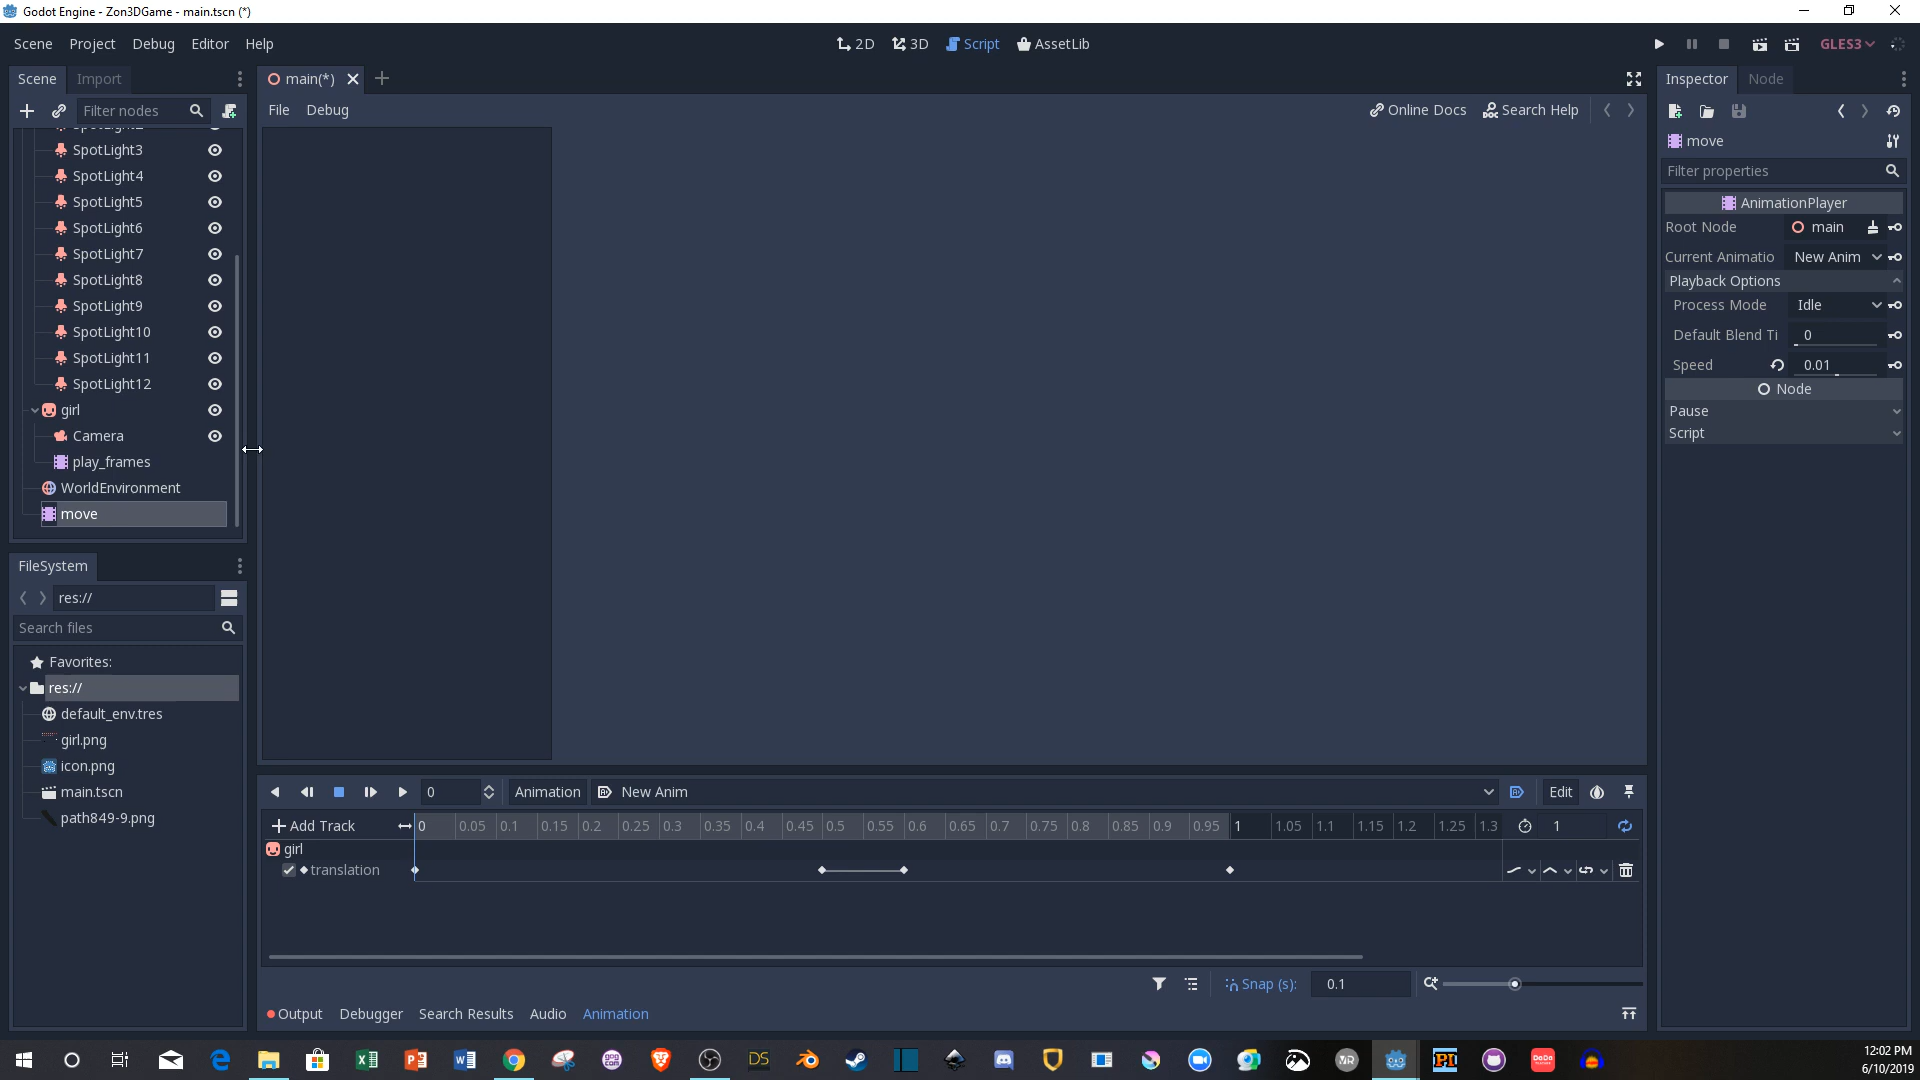 Godot Engine - Zon3DGame - main.tscn (*)
Scene Project Debug Editor Help
2D 3D Script AssetLib
GLES3
Scene Import
main(*)
Inspector Node
Filter nodes
File Debug
Online Docs Search Help
move
Filter properties
SpotLight2
SpotLight3
SpotLight4
SpotLight5
SpotLight6
SpotLight7
SpotLight8
SpotLight9
SpotLight10
SpotLight11
SpotLight12
girl
Camera
play_frames
WorldEnvironment
move
AnimationPlayer
Root Node main
Current Animatio New Anim
Playback Options
Process Mode Idle
Default Blend Ti 0
Speed 0.01
Node
Pause
Script
FileSystem
res://
Search files
Favorites:
res://
default_env.tres
girl.png
icon.png
main.tscn
path849-9.png
0 Animation New Anim Edit
Add Track 0 0.05 0.1 0.15 0.2 0.25 0.3 0.35 0.4 0.45 0.5 0.55 0.6 0.65 0.7 0.75 0.8 0.85 0.9 0.95 1 1.05 1.1 1.15 1.2 1.25 1.3 1
girl
translation
Snap (s): 0.1
Output Debugger Search Results Audio Animation
DS
MR
12:02 PM
6/10/2019